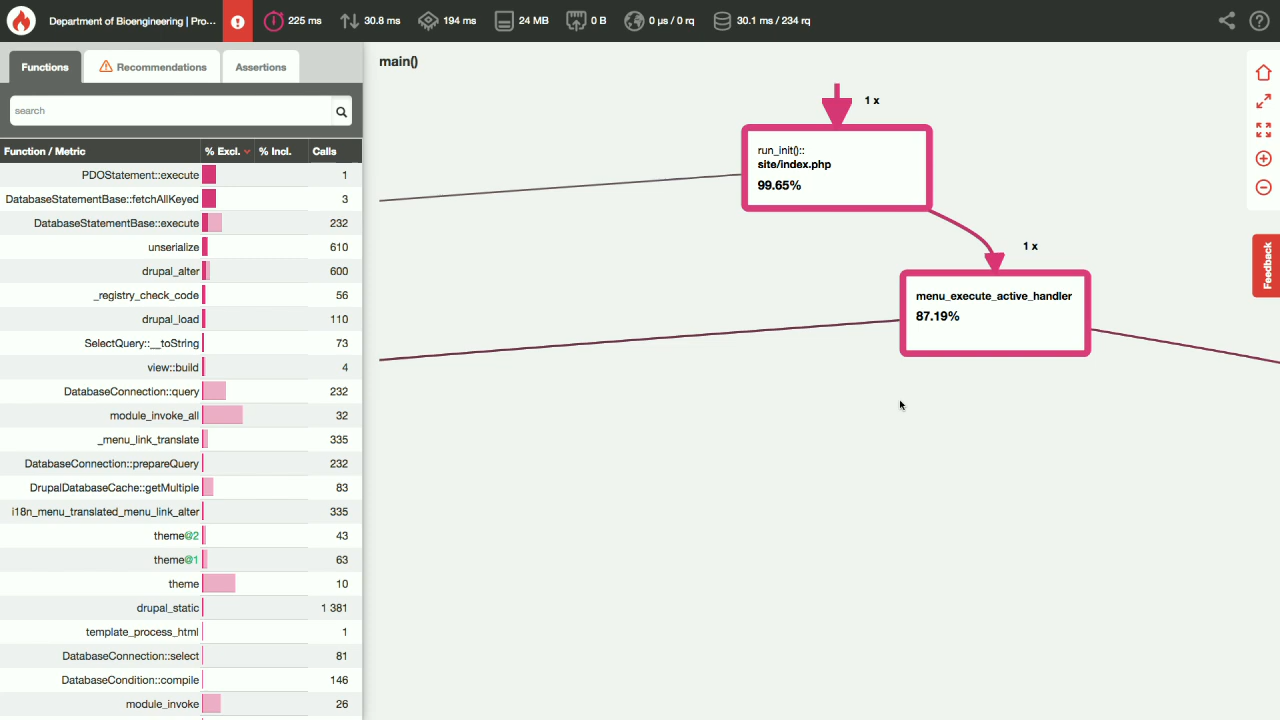 Department of Bioengineering | Pro... 225 ms 30.8 ms 194 ms 24 MB 0 B 0 µs / 0 rq 30.1 ms / 234 rq
Functions Recommendations Assertions
search
Function / Metric % Excl. % Incl. Calls
PDOStatement::execute 1
DatabaseStatementBase::fetchAllKeyed 3
DatabaseStatementBase::execute 232
unserialize 610
drupal_alter 600
_registry_check_code 56
drupal_load 110
SelectQuery::__toString 73
view::build 4
DatabaseConnection::query 232
module_invoke_all 32
_menu_link_translate 335
DatabaseConnection::prepareQuery 232
DrupalDatabaseCache::getMultiple 83
i18n_menu_translated_menu_link_alter 335
theme@2 43
theme@1 63
theme 10
drupal_static 1 381
template_process_html 1
DatabaseConnection::select 81
DatabaseCondition::compile 146
module_invoke 26
main()
1 x
run_init()::
site/index.php
99.65%
1 x
menu_execute_active_handler
87.19%
Feedback